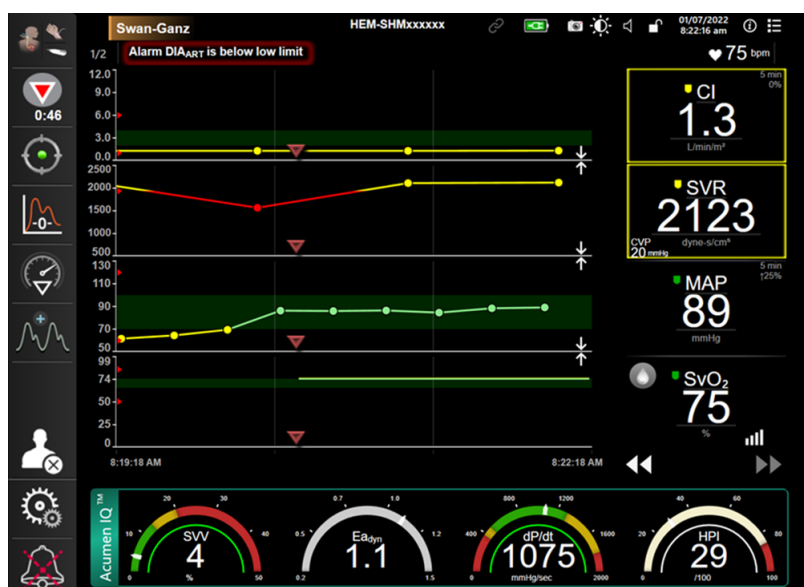 Swan-Ganz
HEM-SHMxxxxxx
01/07/2022
8:22:16 am
1/2
Alarm DIAART is below low limit
75 bpm
0:46
12.0
9.0
6.0
3.0
0.0
5 min
0%
CI
1.3
L/min/m²
2500
2000
1500
1000
500
SVR
2123
dyne-s/cm⁵
CVP
20 mmHg
-0-
130
110
90
70
50
5 min
↑25%
MAP
89
mmHg
99
74
50
25
0
SvO₂
75
%
8:19:18 AM
8:22:18 AM
Acumen IQ™
0
10
20
30
40
50
SVV
4
%
0.2
0.5
0.7
1.0
1.2
1.5
Eadyn
1.1
0
400
800
1200
1600
2000
dP/dt
1075
mmHg/sec
0
20
40
60
80
100
HPI
29
/100